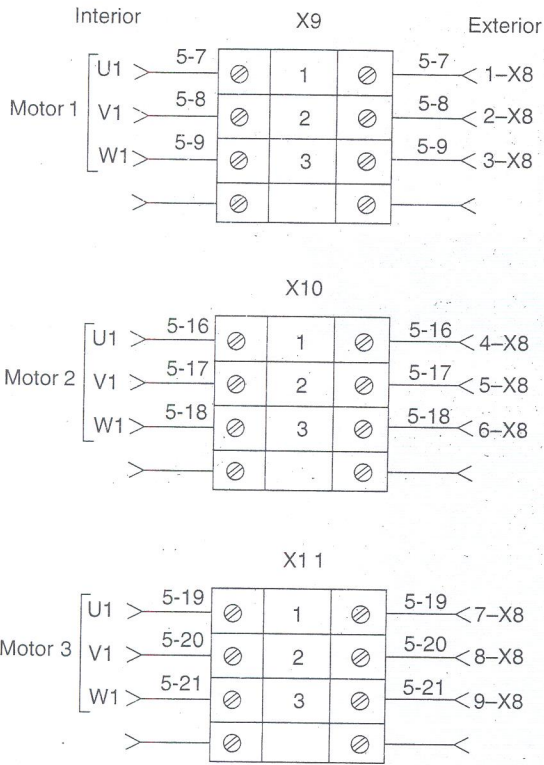 Interior X9 Exterior
U1 5-7 1 5-7 1–X8
Motor 1 V1 5-8 2 5-8 2–X8
W1 5-9 3 5-9 3–X8
X10
U1 5-16 1 5-16 4–X8
Motor 2 V1 5-17 2 5-17 5–X8
W1 5-18 3 5-18 6–X8
X11
U1 5-19 1 5-19 7–X8
Motor 3 V1 5-20 2 5-20 8–X8
W1 5-21 3 5-21 9–X8